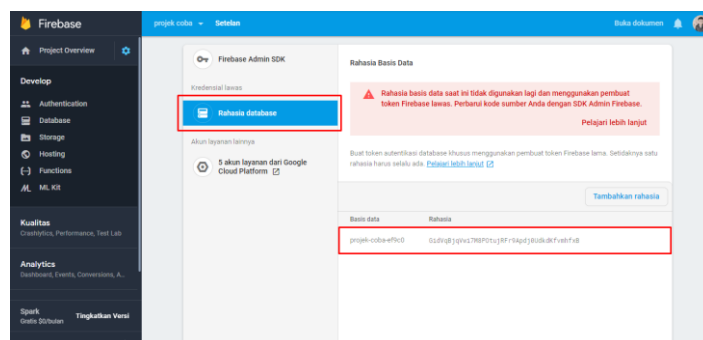 Firebase
projek coba
Setelan
Buka dokumen
Project Overview
Develop
Authentication
Database
Storage
Hosting
Functions
ML Kit
Kualitas
Crashlytics, Performance, Test Lab
Analytics
Dashboard, Events, Conversions, A...
Spark
Gratis $0/bulan
Tingkatkan Versi
Firebase Admin SDK
Kredensial lawas
Rahasia database
Akun layanan lainnya
5 akun layanan dari Google
Cloud Platform
Rahasia Basis Data
Rahasia basis data saat ini tidak digunakan lagi dan menggunakan pembuat
token Firebase lawas. Perbarui kode sumber Anda dengan SDK Admin Firebase.
Pelajari lebih lanjut
Buat token autentikasi database khusus menggunakan pembuat token Firebase lama. Setidaknya satu
rahasia harus selalu ada. Pelajari lebih lanjut
Tambahkan rahasia
Basis data
Rahasia
projek-coba-ef9c0